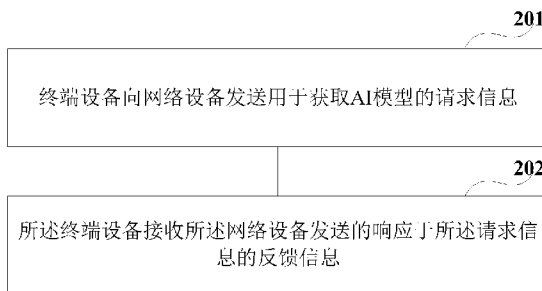 201
终端设备向网络设备发送用于获取AI模型的请求信息
202
所述终端设备接收所述网络设备发送的响应于所述请求信
息的反馈信息